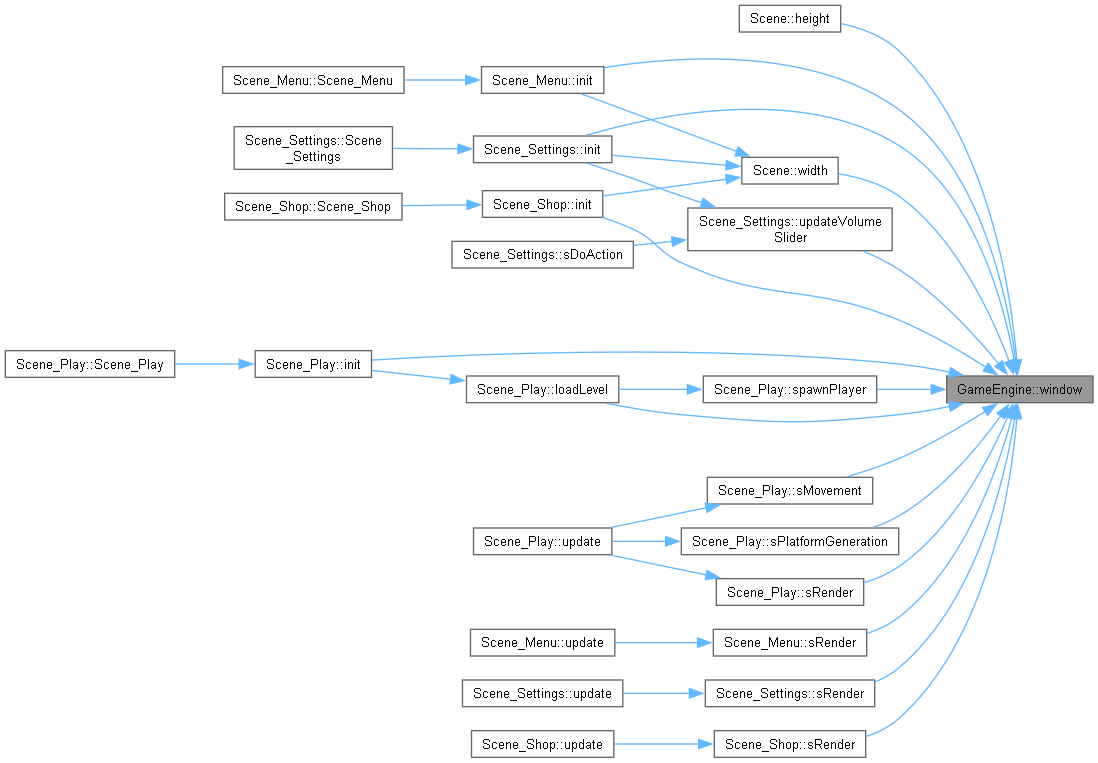 Scene::height
Scene_Menu::Scene_Menu
Scene_Menu::init
Scene_Settings::Scene
_Settings
Scene_Settings::init
Scene::width
Scene_Shop::Scene_Shop
Scene_Shop::init
Scene_Settings::updateVolume
Slider
Scene_Settings::sDoAction
Scene_Play::Scene_Play
Scene_Play::init
Scene_Play::loadLevel
Scene_Play::spawnPlayer
GameEngine::window
Scene_Play::sMovement
Scene_Play::update
Scene_Play::sPlatformGeneration
Scene_Play::sRender
Scene_Menu::update
Scene_Menu::sRender
Scene_Settings::update
Scene_Settings::sRender
Scene_Shop::update
Scene_Shop::sRender